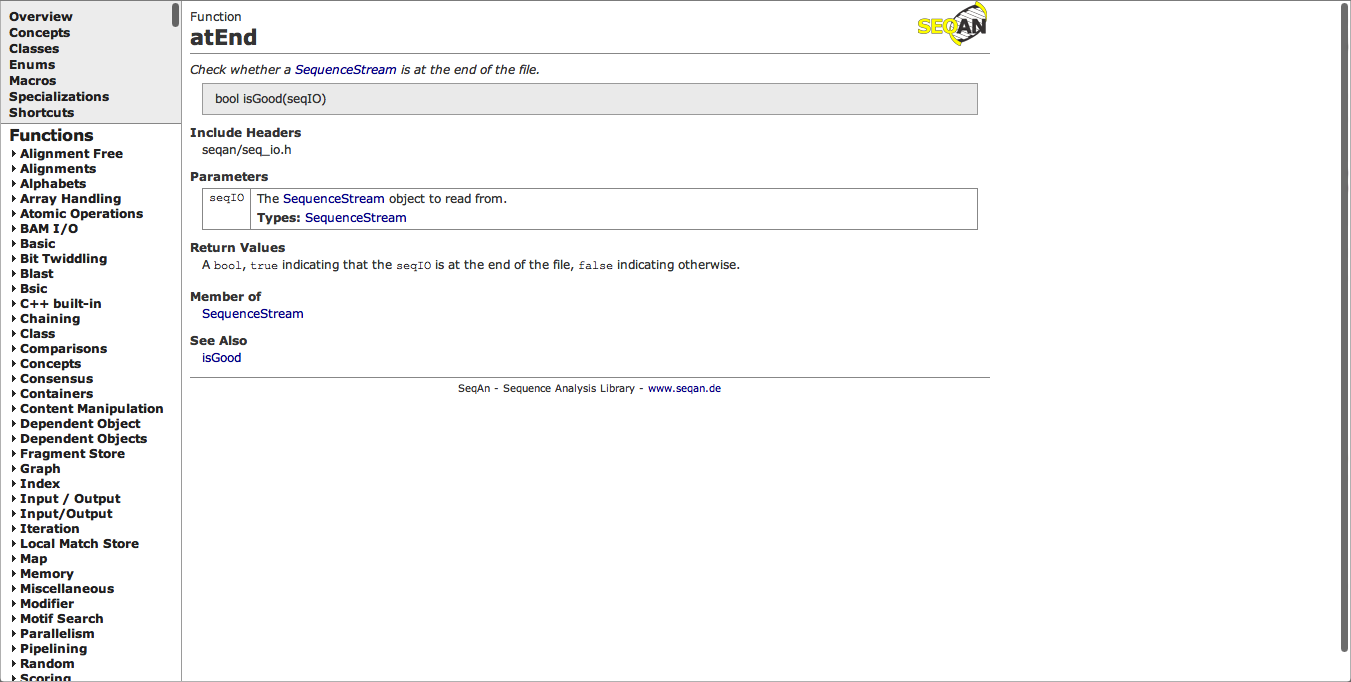 Overview
Concepts
Classes
Enums
Macros
Specializations
Shortcuts
Functions
Alignment Free
Alignments
Alphabets
Array Handling
Atomic Operations
BAM I/O
Basic
Bit Twiddling
Blast
Bsic
C++ built-in
Chaining
Class
Comparisons
Concepts
Consensus
Containers
Content Manipulation
Dependent Object
Dependent Objects
Fragment Store
Graph
Index
Input / Output
Input/Output
Iteration
Local Match Store
Map
Memory
Miscellaneous
Modifier
Motif Search
Parallelism
Pipelining
Random
Scoring
Function
atEnd
SEQAN
Check whether a SequenceStream is at the end of the file.
bool isGood(seqIO)
Include Headers
seqan/seq_io.h
Parameters
seqIO The SequenceStream object to read from.
Types: SequenceStream
Return Values
A bool, true indicating that the seqIO is at the end of the file, false indicating otherwise.
Member of
SequenceStream
See Also
isGood
SeqAn - Sequence Analysis Library - www.seqan.de